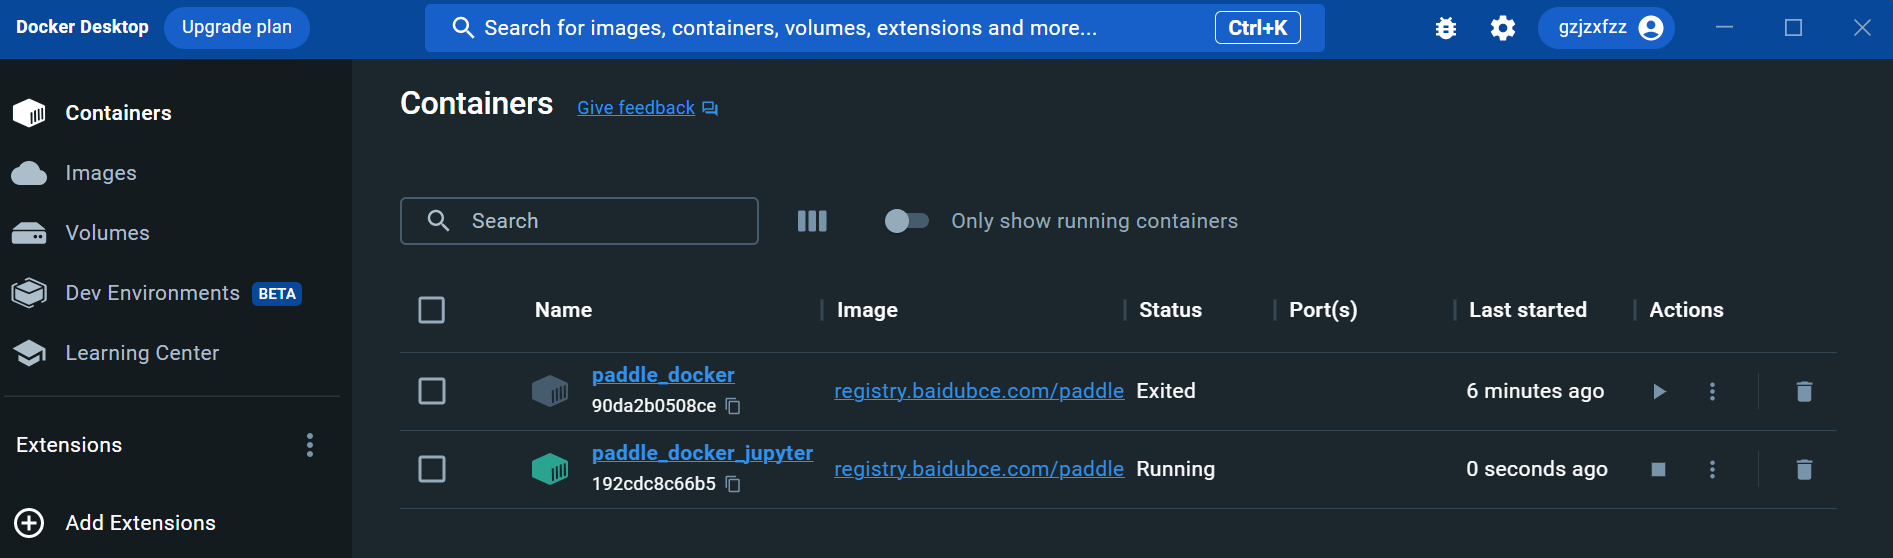 Docker Desktop Upgrade plan Search for images, containers, volumes, extensions and more... Ctrl+K gzjzxfzz
Containers
Images
Volumes
Dev Environments BETA
Learning Center
Extensions
Add Extensions
Containers Give feedback
Search Only show running containers
Name Image Status Port(s) Last started Actions
paddle_docker
90da2b0508ce
registry.baidubce.com/paddle Exited 6 minutes ago
paddle_docker_jupyter
192cdc8c66b5
registry.baidubce.com/paddle Running 0 seconds ago